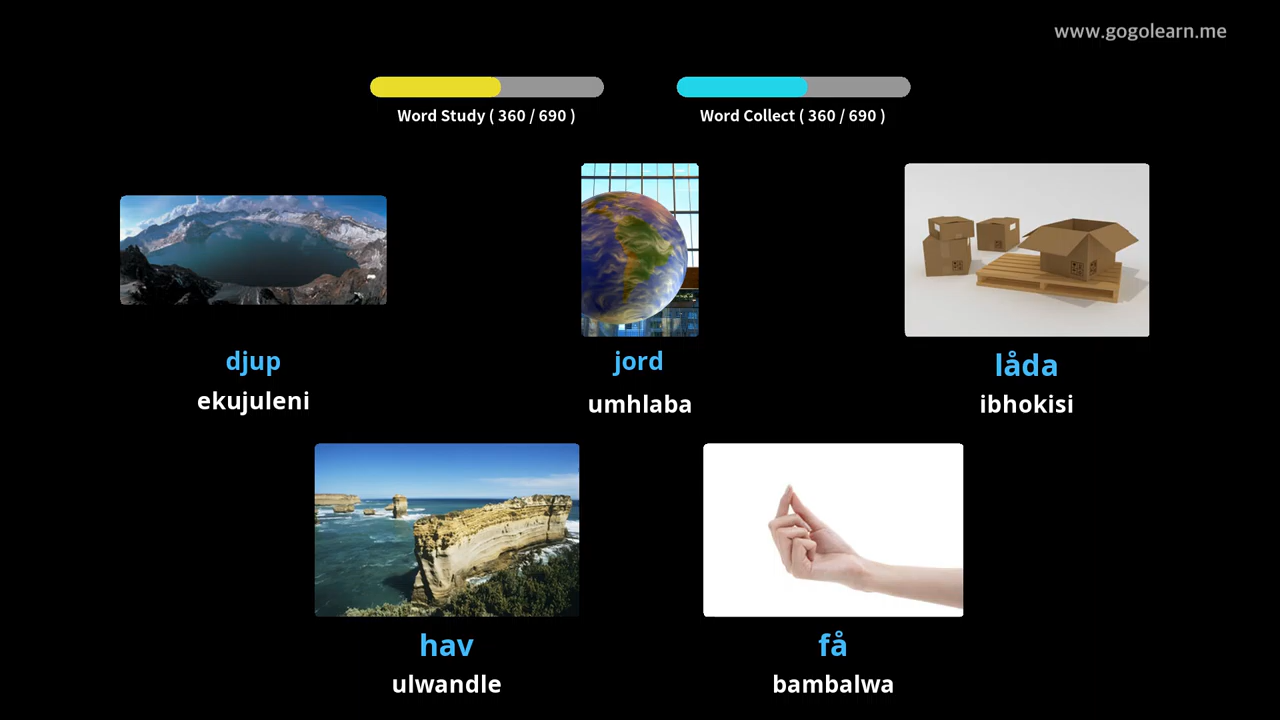 www.gogolearn.me
Word Study ( 360 / 690 )
Word Collect ( 360 / 690 )
djup
jord
låda
ekujuleni
umhlaba
ibhokisi
hav
få
ulwandle
bambalwa